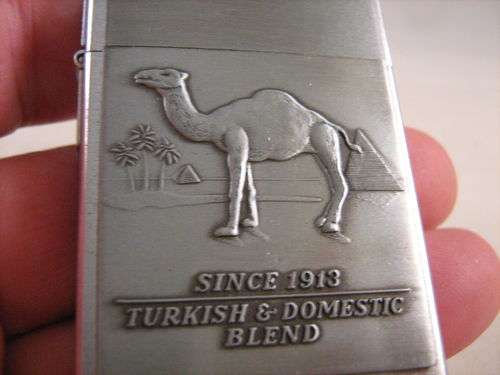 SINCE 1913
TURKISH & DOMESTIC
BLEND